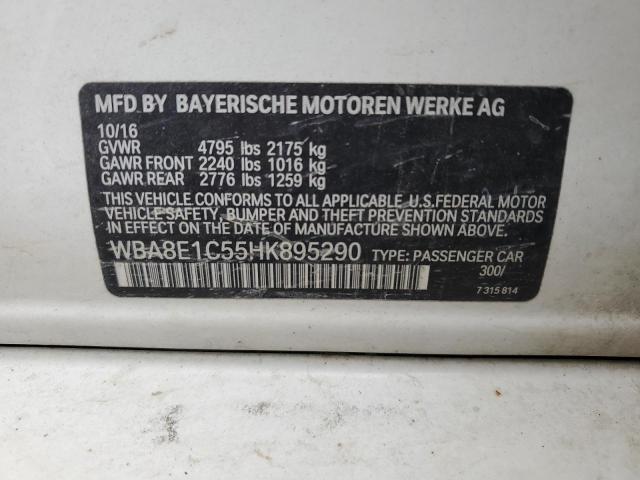 MFD.BY BAYERISCHE MOTOREN WERKE AG
10/16
GVWR 4795 lbs 2175 kg
GAWR FRONT 2240 lbs 1016 kg
GAWR REAR 2776 lbs 1259 kg
THIS VEHICLE CONFORMS TO ALL APPLICABLE U.S.FEDERAL MOTOR
VEHICLE SAFETY, BUMPER AND THEFT PREVENTION STANDARDS
IN EFFECT ON THE DATE OF MANUFACTURE SHOWN ABOVE.
WBA8E1C55HK895290 TYPE: PASSENGER CAR
300/
7 315 814